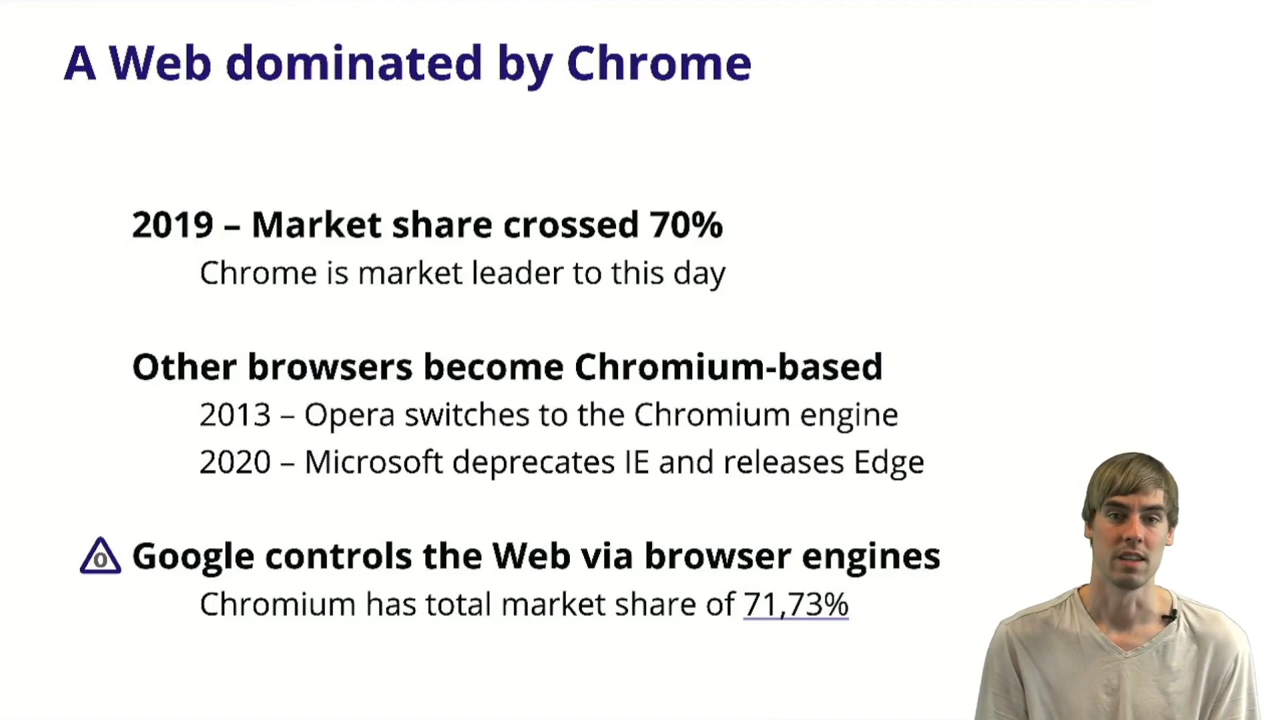 A Web dominated by Chrome
2019 – Market share crossed 70%
Chrome is market leader to this day
Other browsers become Chromium-based
2013 – Opera switches to the Chromium engine
2020 – Microsoft deprecates IE and releases Edge
0 Google controls the Web via browser engines
Chromium has total market share of 71,73%